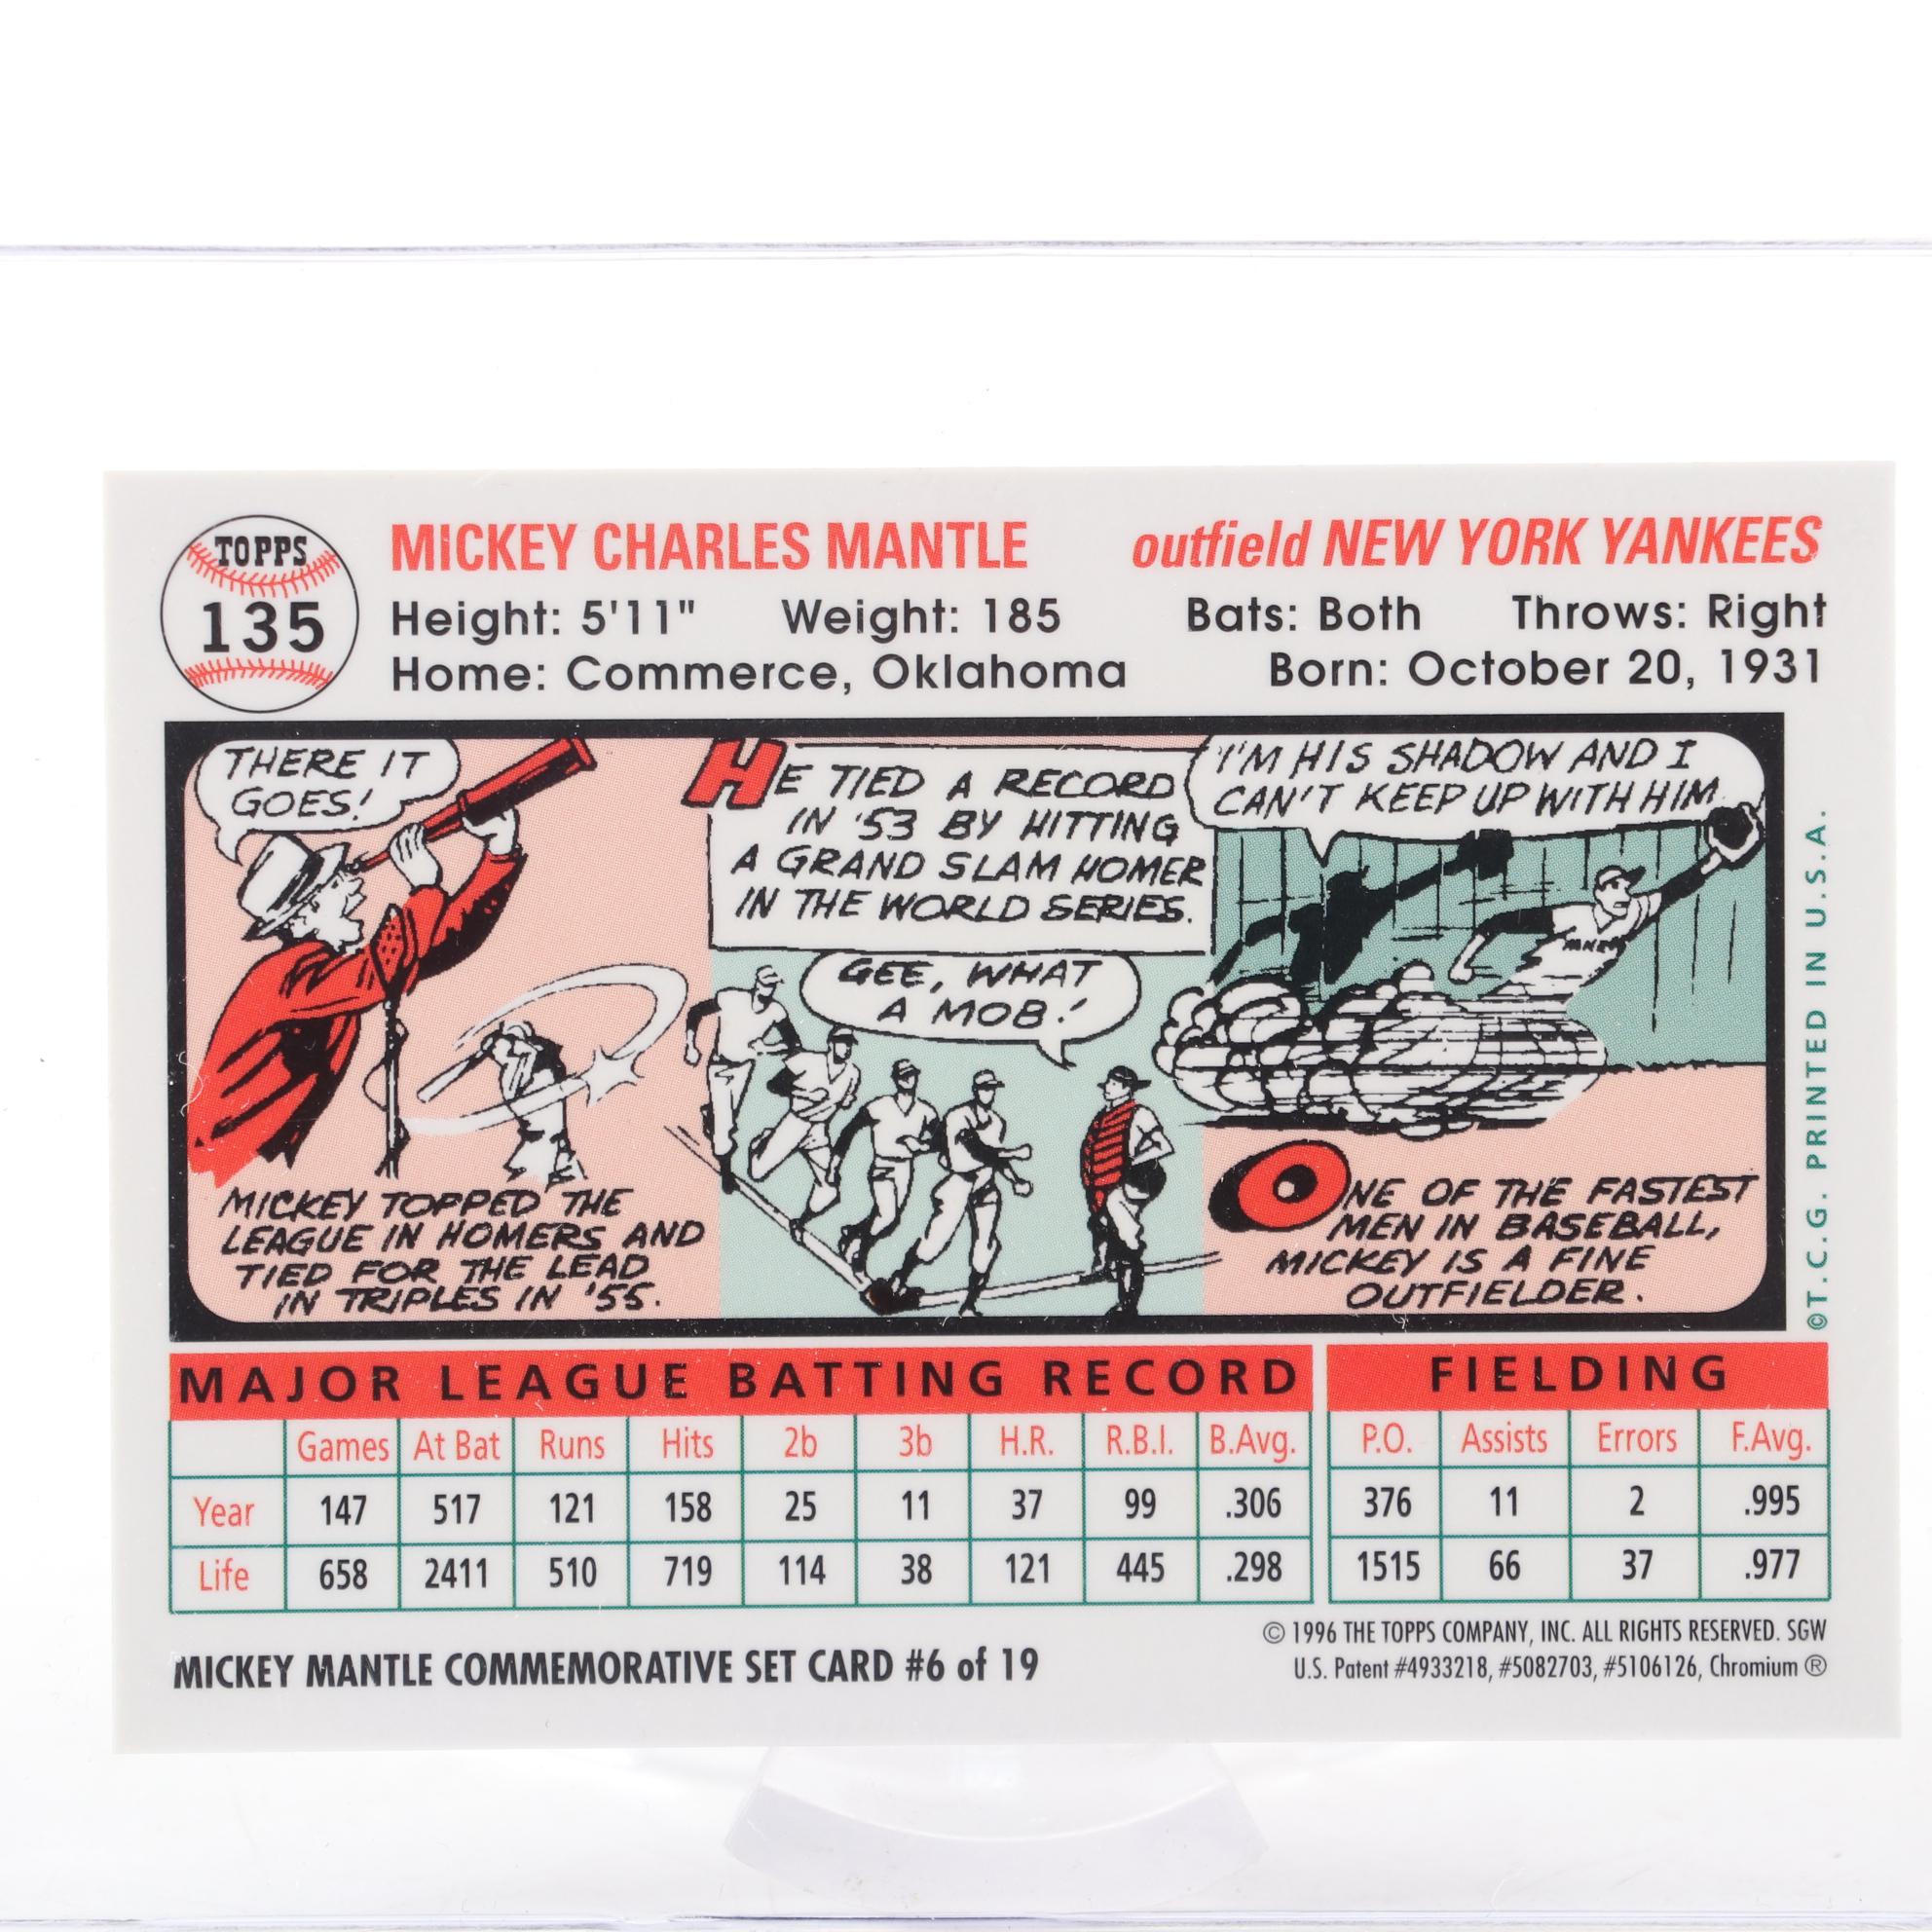 TOPPS
135
MICKEY CHARLES MANTLE
outfield NEW YORK YANKEES
Height: 5'11" Weight: 185 Bats: Both Throws: Right
Home: Commerce, Oklahoma Born: October 20, 1931
THERE IT
GOES!
MICKEY TOPPED THE
LEAGUE IN HOMERS AND
TIED FOR THE LEAD
IN TRIPLES IN '55.
HE TIED A RECORD
IN '53 BY HITTING
A GRAND SLAM HOMER
IN THE WORLD SERIES.
GEE, WHAT
A MOB!
I'M HIS SHADOW AND I
CAN'T KEEP UP WITH HIM.
ONE OF THE FASTEST
MEN IN BASEBALL,
MICKEY IS A FINE
OUTFIELDER.
©T.C.G. PRINTED IN U.S.A.
MAJOR LEAGUE BATTING RECORD
Games At Bat Runs Hits 2b 3b H.R. R.B.I. B.Avg.
Year 147 517 121 158 25 11 37 99 .306
Life 658 2411 510 719 114 38 121 445 .298
FIELDING
P.O. Assists Errors F.Avg.
376 11 2 .995
1515 66 37 .977
MICKEY MANTLE COMMEMORATIVE SET CARD #6 of 19
© 1996 THE TOPPS COMPANY, INC. ALL RIGHTS RESERVED. SGW
U.S. Patent #4933218, #5082703, #5106126, Chromium ®